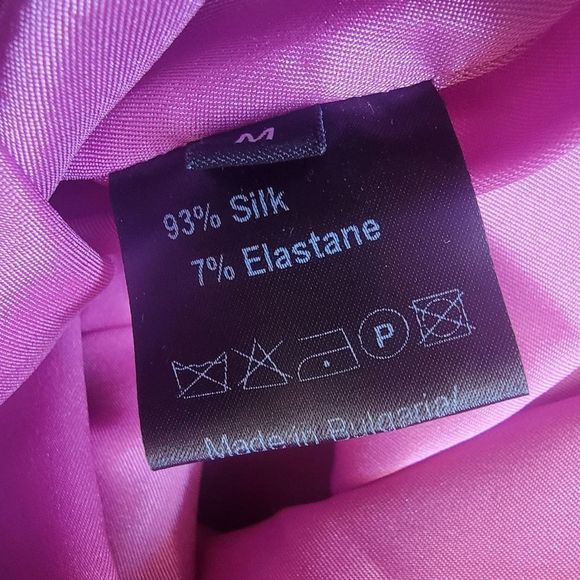 M
93% Silk
7% Elastane
P
Made in Bulgaria!